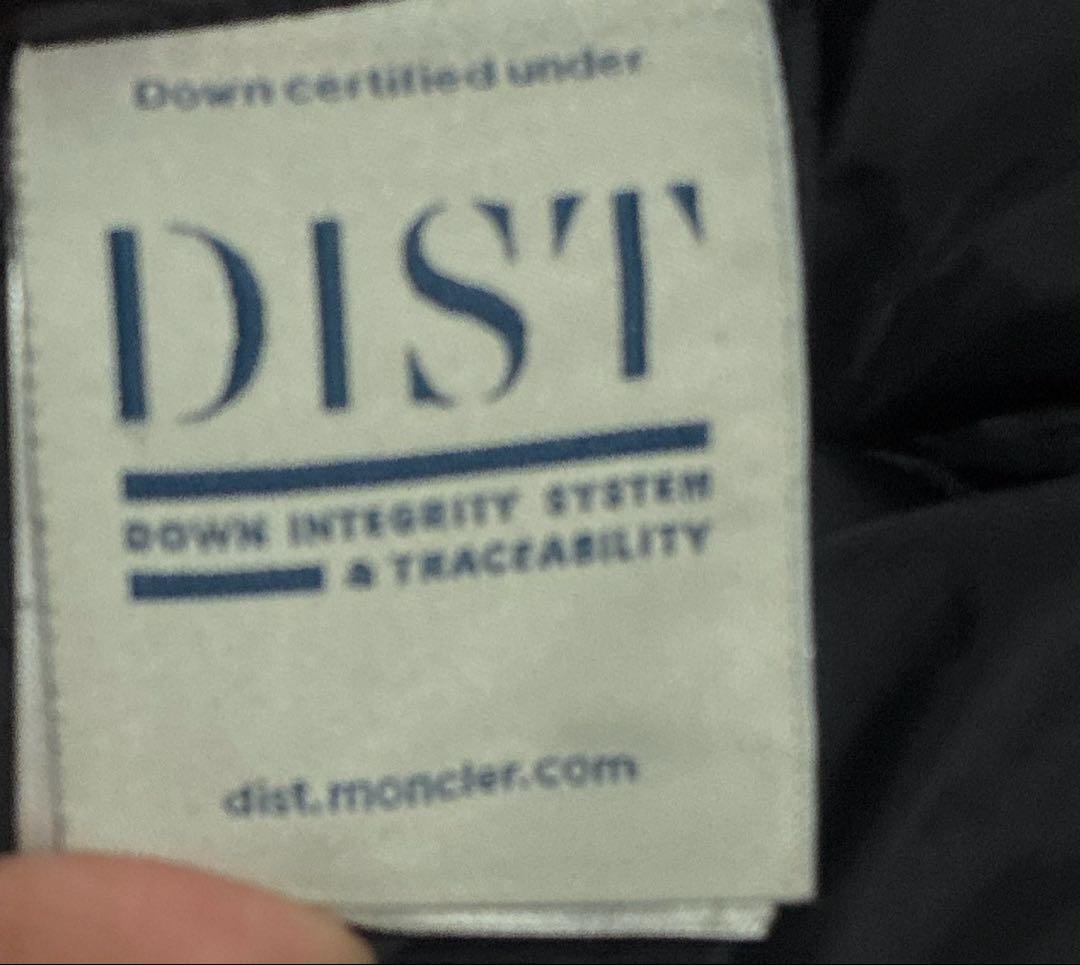 Down certified under
DIST
DOWN INTEGRITY SYSTEM
& TRACEABILITY
dist.moncler.com